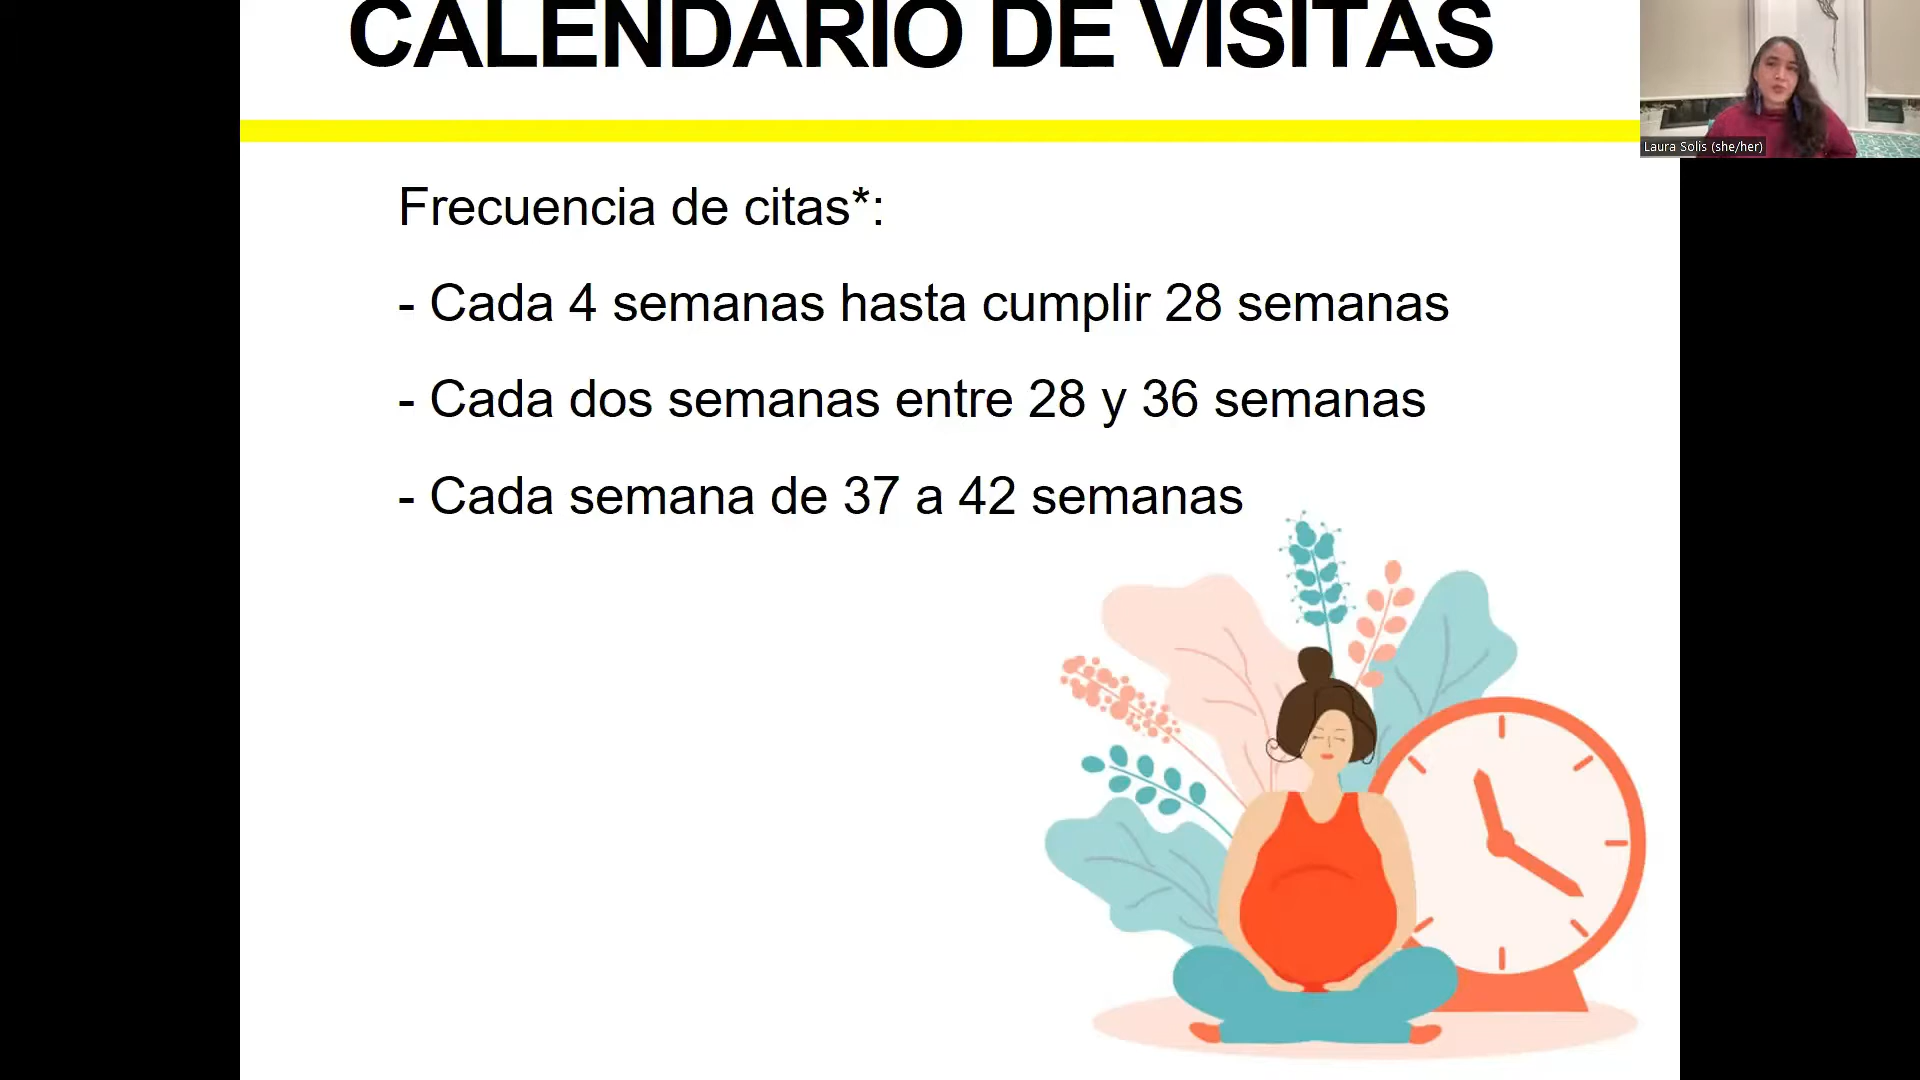 CALENDARIO DE VISITAS
Laura Solis (she/her)
Frecuencia de citas*:
- Cada 4 semanas hasta cumplir 28 semanas
- Cada dos semanas entre 28 y 36 semanas
- Cada semana de 37 a 42 semanas